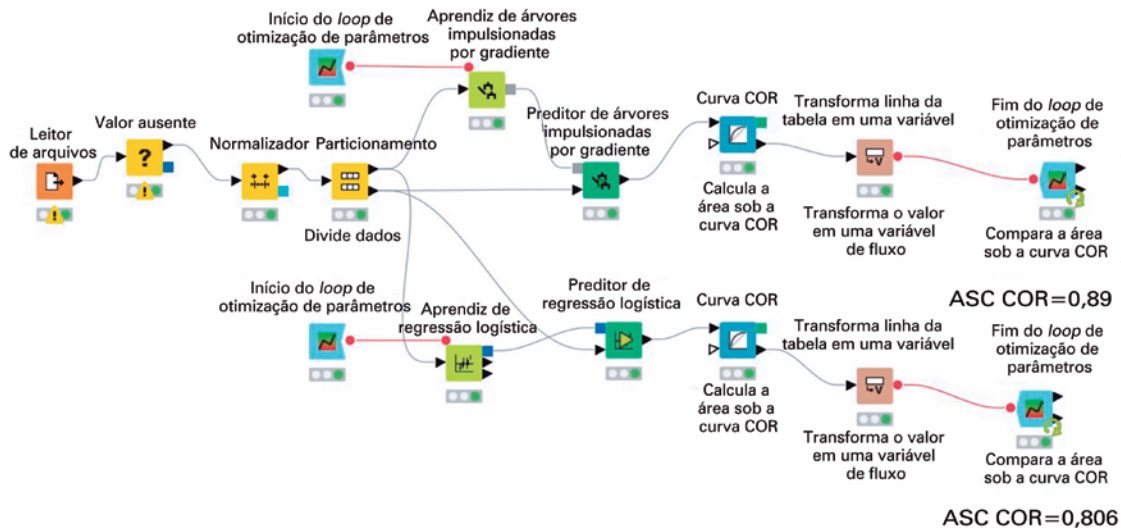 Início do loop de
otimização de parâmetros
Aprendiz de árvores
impulsionadas
por gradiente
Leitor
de arquivos
Valor ausente
?
Normalizador
Particionamento
Divide dados
Preditor de árvores
impulsionadas
por gradiente
Curva COR
Calcula a
área sob a
curva COR
Transforma linha da
tabela em uma variável
V
Transforma o valor
em uma variável
de fluxo
Fim do loop de
otimização de
parâmetros
Compara a área
sob a curva COR
ASC COR=0,89
Início do loop de
otimização de parâmetros
Aprendiz de
regressão logística
Preditor de
regressão logística
Curva COR
Calcula a
área sob a
curva COR
Transforma linha da
tabela em uma variável
V
Transforma o valor
em uma variável
de fluxo
Fim do loop de
otimização de
parâmetros
Compara a área
sob a curva COR
ASC COR=0,806